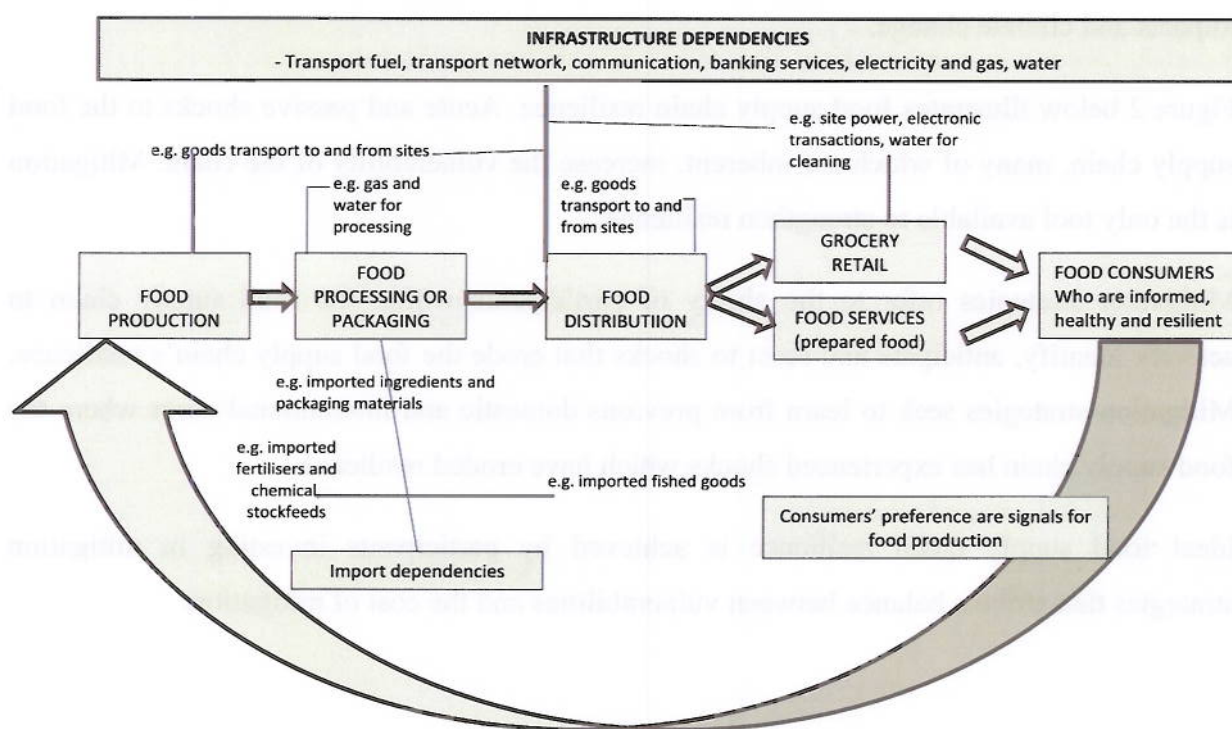 INFRASTRUCTURE DEPENDENCIES
- Transport fuel, transport network, communication, banking services, electricity and gas, water
e.g. goods transport to and from sites
e.g. gas and
water for
processing
e.g. goods
transport to and
from sites
e.g. site power, electronic
transactions, water for
cleaning
FOOD
PRODUCTION
FOOD
PROCESSING OR
PACKAGING
FOOD
DISTRIBUTION
GROCERY
RETAIL
FOOD SERVICES
(prepared food)
FOOD CONSUMERS
Who are informed,
healthy and resilient
e.g. imported ingredients and
packaging materials
e.g. imported
fertilisers and
chemical
stockfeeds
e.g. imported fished goods
Import dependencies
Consumers' preference are signals for
food production